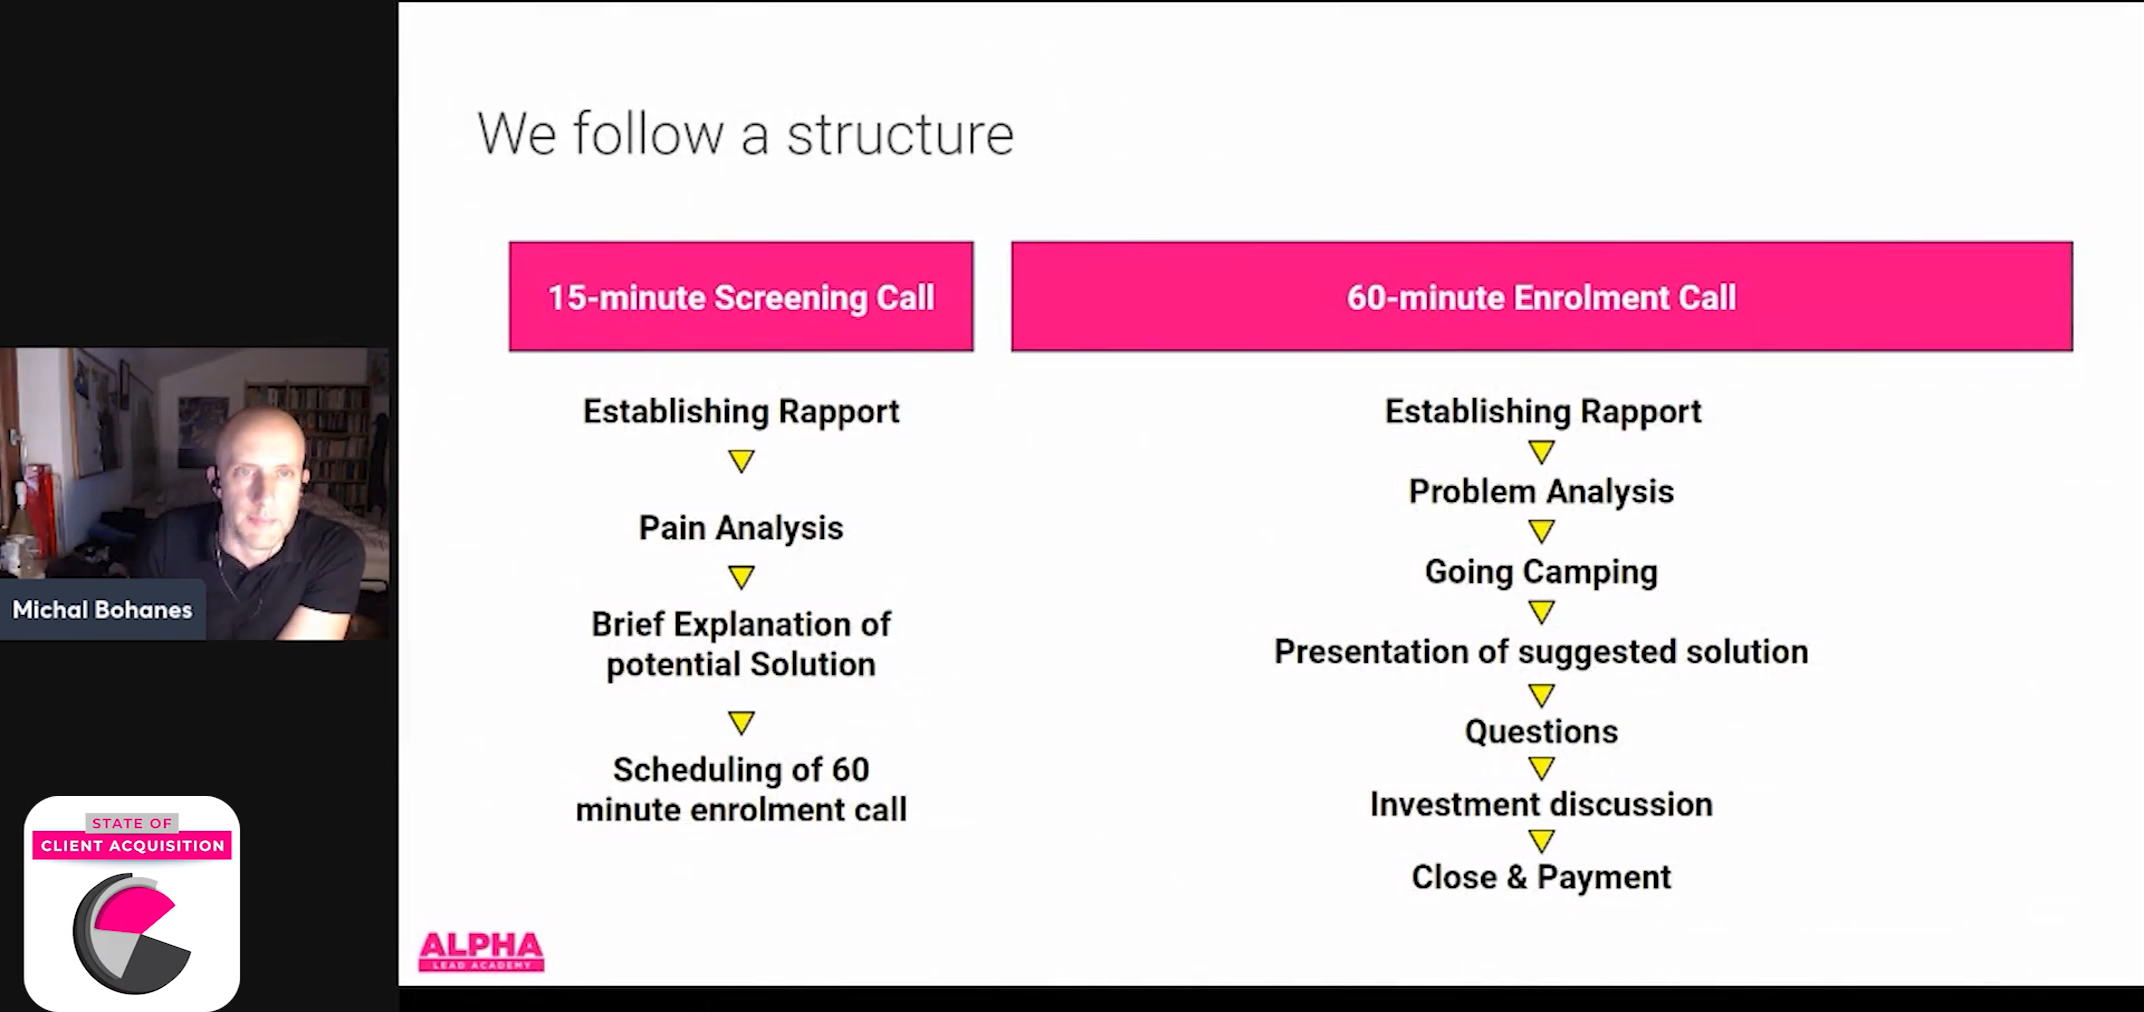 We follow a structure
15-minute Screening Call
Establishing Rapport
Pain Analysis
Brief Explanation of
potential Solution
Scheduling of 60
minute enrolment call
60-minute Enrolment Call
Establishing Rapport
Problem Analysis
Going Camping
Presentation of suggested solution
Questions
Investment discussion
Close & Payment
Michal Bohanes
STATE OF
CLIENT ACQUISITION
ALPHA
LEAD ACADEMY